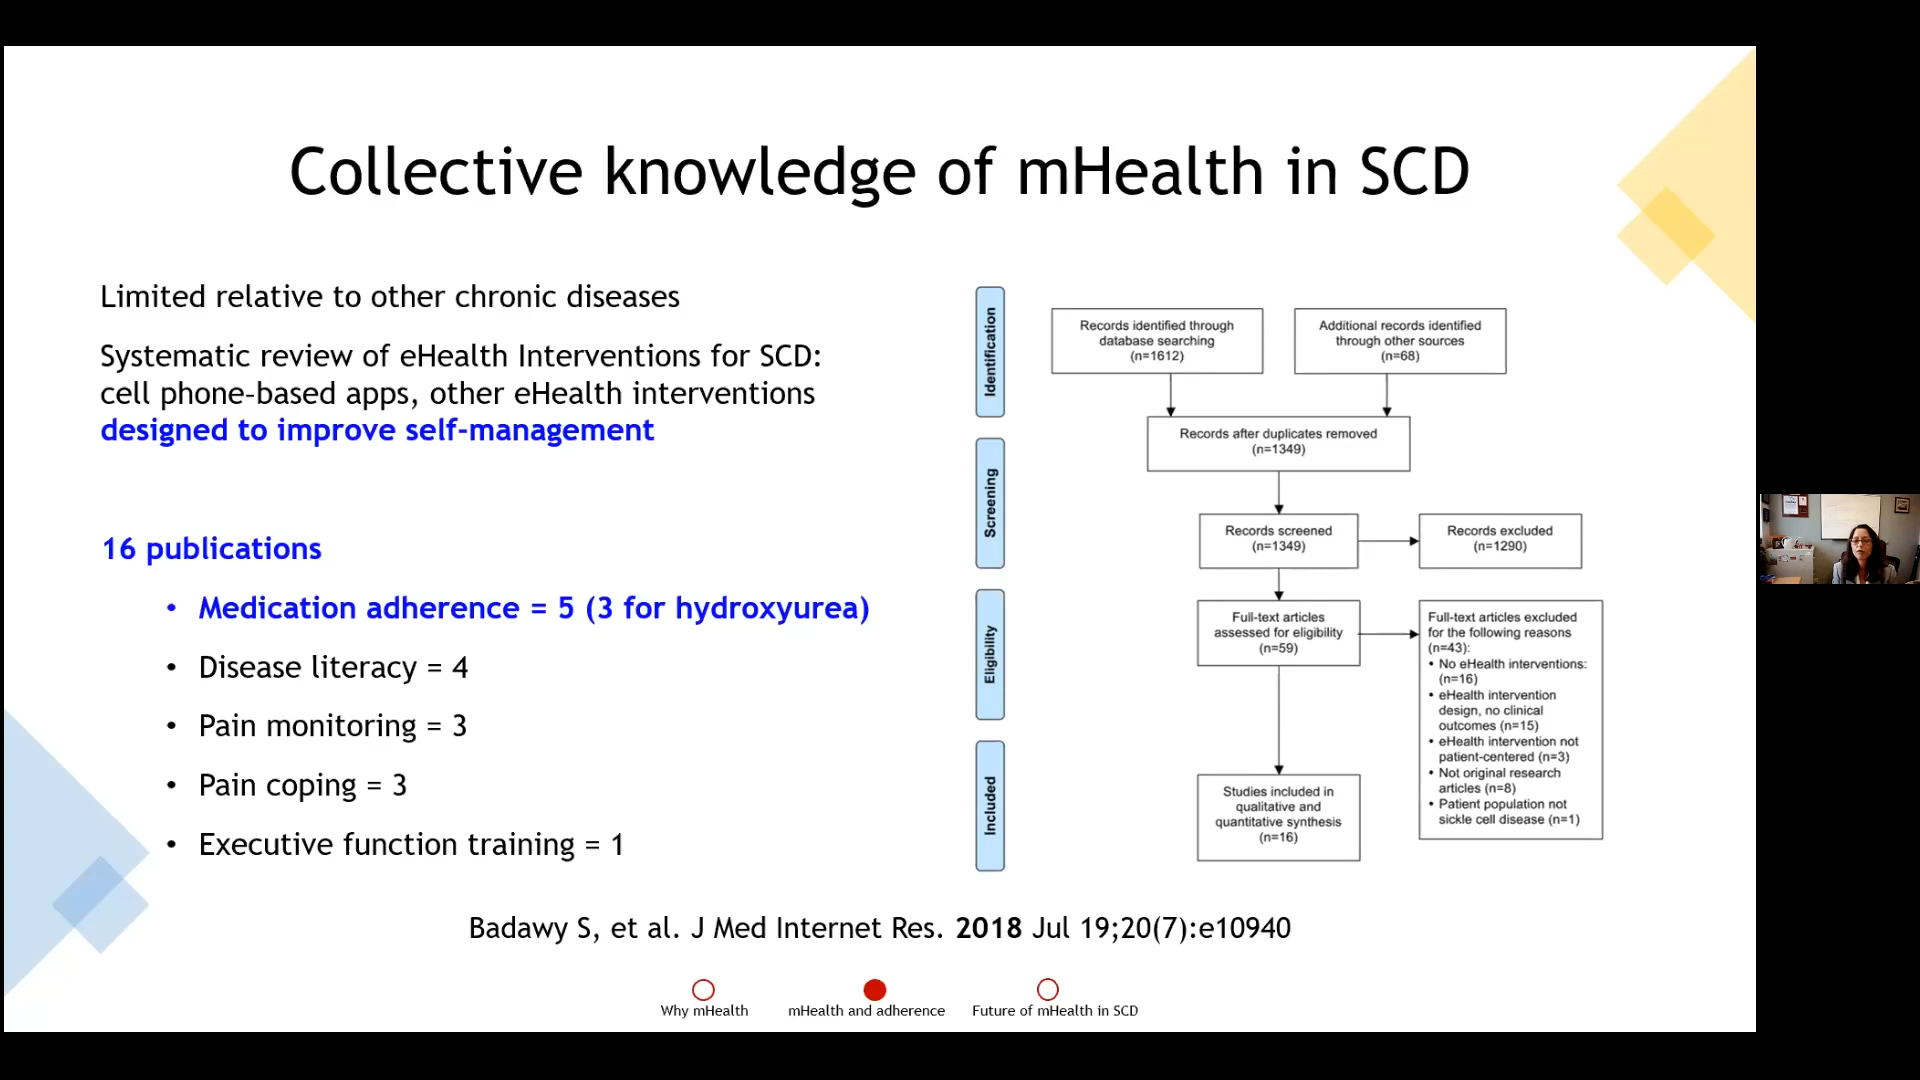 Collective knowledge of mHealth in SCD
Limited relative to other chronic diseases
Systematic review of eHealth Interventions for SCD:
cell phone-based apps, other eHealth interventions
designed to improve self-management
16 publications
• Medication adherence = 5 (3 for hydroxyurea)
• Disease literacy = 4
• Pain monitoring = 3
• Pain coping = 3
• Executive function training = 1
Identification
Screening
Eligibility
Included
Records identified through
database searching
(n=1612)
Additional records identified
through other sources
(n=68)
Records after duplicates removed
(n=1349)
Records screened
(n=1349)
Records excluded
(n=1290)
Full-text articles
assessed for eligibility
(n=59)
Full-text articles excluded
for the following reasons
(n=43):
• No eHealth interventions:
(n=16)
• eHealth intervention
design, no clinical
outcomes (n=15)
• eHealth intervention not
patient-centered (n=3)
• Not original research
articles (n=8)
• Patient population not
sickle cell disease (n=1)
Studies included in
qualitative and
quantitative synthesis
(n=16)
Badawy S, et al. J Med Internet Res. 2018 Jul 19;20(7):e10940
Why mHealth
mHealth and adherence
Future of mHealth in SCD